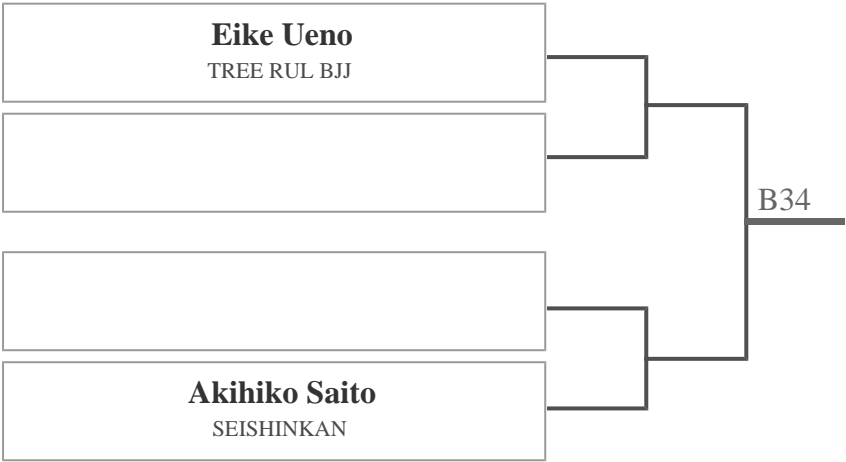 Eike Ueno
TREE RUL BJJ
B34
Akihiko Saito
SEISHINKAN